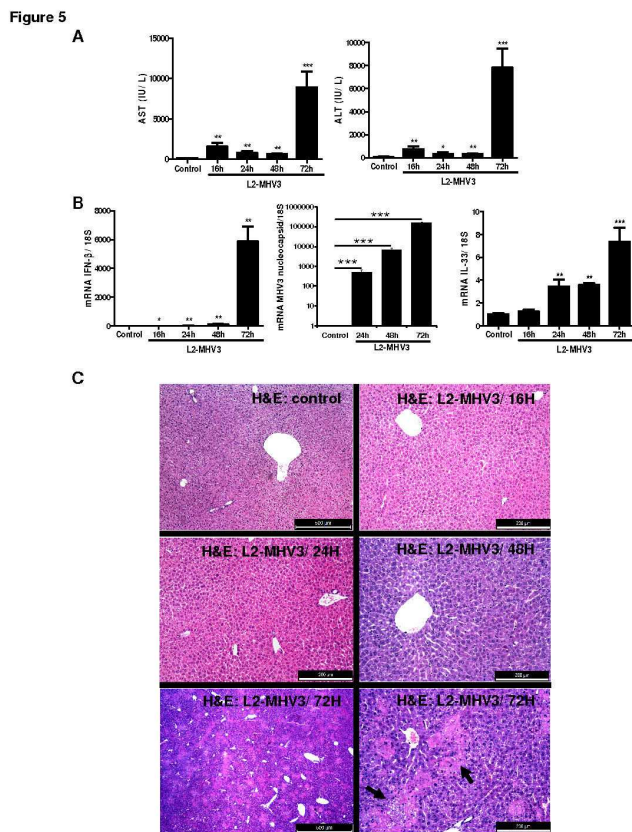 Figure 5
A
AST (IU/ L)
15000
10000
5000
0
**
**
**
***
Control 16h 24h 48h 72h
L2-MHV3
ALT (IU/ L)
10000
8000
6000
4000
2000
0
**
*
**
***
Control 16h 24h 48h 72h
L2-MHV3
B
mRNA IFN-β/ 18S
8000
6000
4000
2000
0
*
**
**
**
Control 16h 24h 48h 72h
L2-MHV3
mRNA MHV3 nucleocapsid/18S
1000000
100000
10000
1000
100
10
1
***
***
***
Control 24h 48h 72h
L2-MHV3
mRNA IL-33/ 18S
10
8
6
4
2
0
**
**
***
Control 16h 24h 48h 72h
L2-MHV3
C
H&E: control
H&E: L2-MHV3/ 16H
H&E: L2-MHV3/ 24H
H&E: L2-MHV3/ 48H
H&E: L2-MHV3/ 72H
H&E: L2-MHV3/ 72H